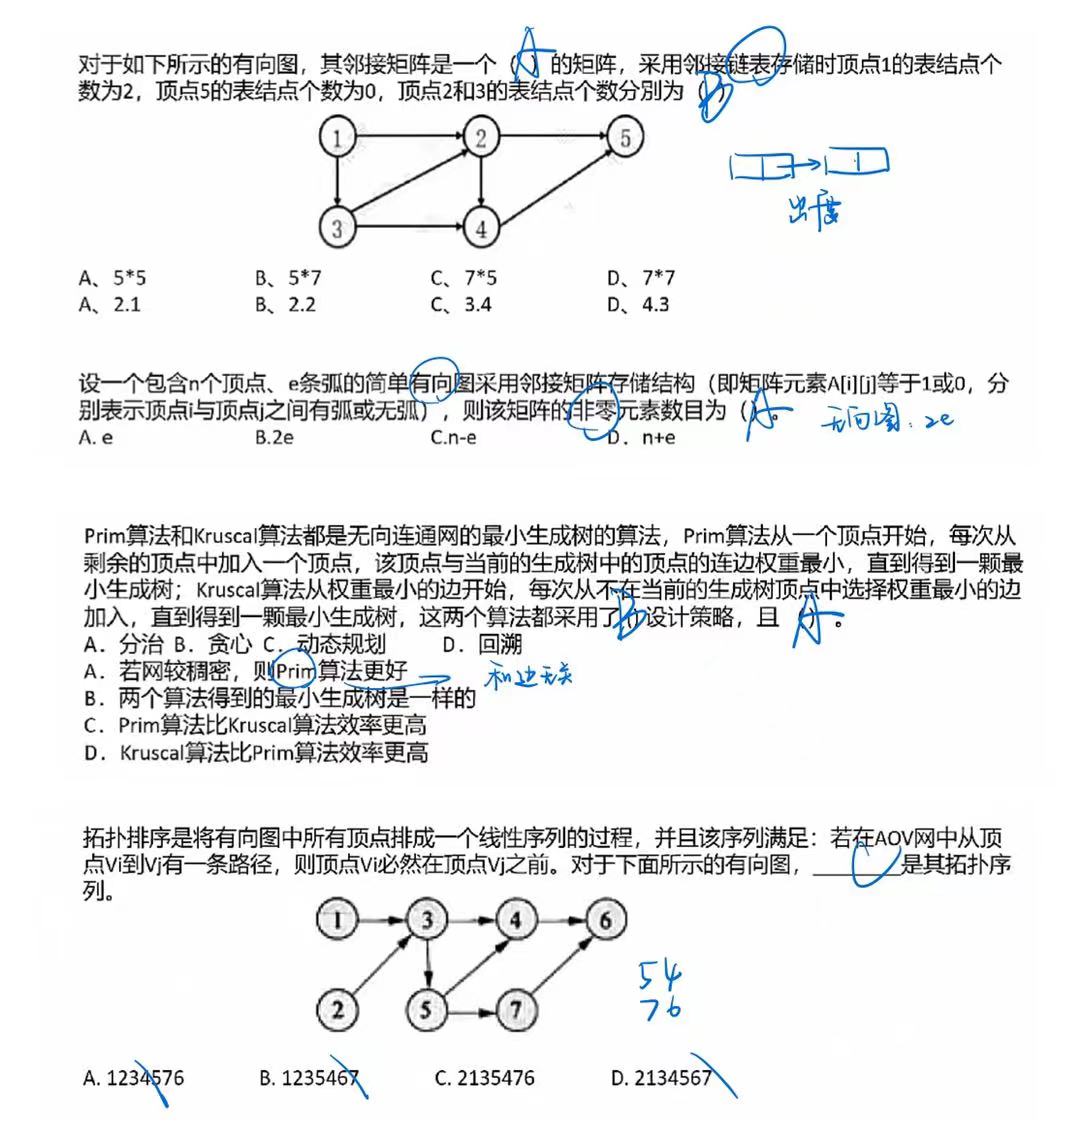 对于如下所示的有向图，其邻接矩阵是一个（A）的矩阵，采用邻接链表存储时顶点1的表结点个
数为2，顶点5的表结点个数为0，顶点2和3的表结点个数分别为（B）
1 2 5
3 4
出度
A、5*5 B、5*7 C、7*5 D、7*7
A、2.1 B、2.2 C、3.4 D、4.3
设一个包含n个顶点、e条弧的简单有向图采用邻接矩阵存储结构（即矩阵元素A[i][j]等于1或0，分
别表示顶点i与顶点j之间有弧或无弧），则该矩阵的非零元素数目为（A）。 无向图：2e
A. e B.2e C.n-e D．n+e
Prim算法和Kruscal算法都是无向连通网的最小生成树的算法，Prim算法从一个顶点开始，每次从
剩余的顶点中加入一个顶点，该顶点与当前的生成树中的顶点的连边权重最小，直到得到一颗最
小生成树；Kruscal算法从权重最小的边开始，每次从不在当前的生成树顶点中选择权重最小的边
加入，直到得到一颗最小生成树，这两个算法都采用了（B）设计策略，且（A）。
A．分治 B．贪心 C．动态规划 D．回溯
A．若网较稠密，则Prim算法更好 和边无关
B．两个算法得到的最小生成树是一样的
C．Prim算法比Kruscal算法效率更高
D．Kruscal算法比Prim算法效率更高
拓扑排序是将有向图中所有顶点排成一个线性序列的过程，并且该序列满足：若在AOV网中从顶
点Vi到Vj有一条路径，则顶点Vi必然在顶点Vj之前。对于下面所示的有向图，____C____是其拓扑序
列。
1 3 4 6
2 5 7
54
76
A. 1234576 B. 1235467 C. 2135476 D. 2134567